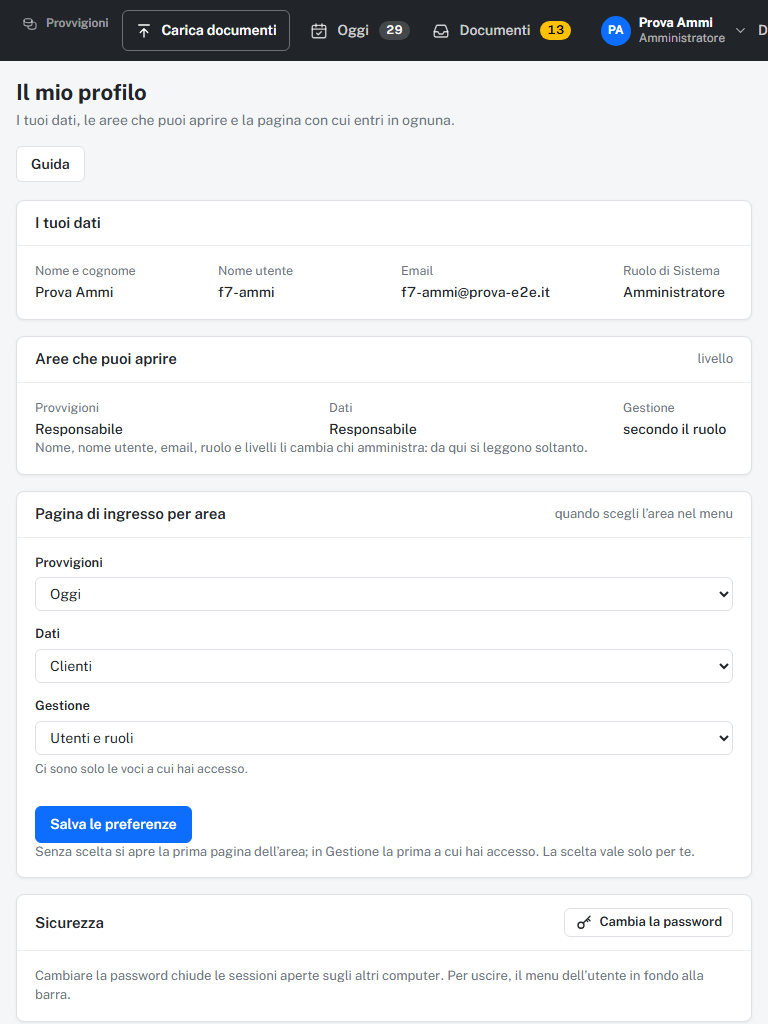 Provvigioni
Carica documenti
Oggi 29
Documenti 13
PA
Prova Ammi
Amministratore
D
Il mio profilo
I tuoi dati, le aree che puoi aprire e la pagina con cui entri in ognuna.
Guida
I tuoi dati
Nome e cognome Nome utente Email Ruolo di Sistema
Prova Ammi f7-ammi f7-ammi@prova-e2e.it Amministratore
Aree che puoi aprire livello
Provvigioni Dati Gestione
Responsabile Responsabile secondo il ruolo
Nome, nome utente, email, ruolo e livelli li cambia chi amministra: da qui si leggono soltanto.
Pagina di ingresso per area quando scegli l’area nel menu
Provvigioni
Oggi
Dati
Clienti
Gestione
Utenti e ruoli
Ci sono solo le voci a cui hai accesso.
Salva le preferenze
Senza scelta si apre la prima pagina dell’area; in Gestione la prima a cui hai accesso. La scelta vale solo per te.
Sicurezza Cambia la password
Cambiare la password chiude le sessioni aperte sugli altri computer. Per uscire, il menu dell’utente in fondo alla
barra.